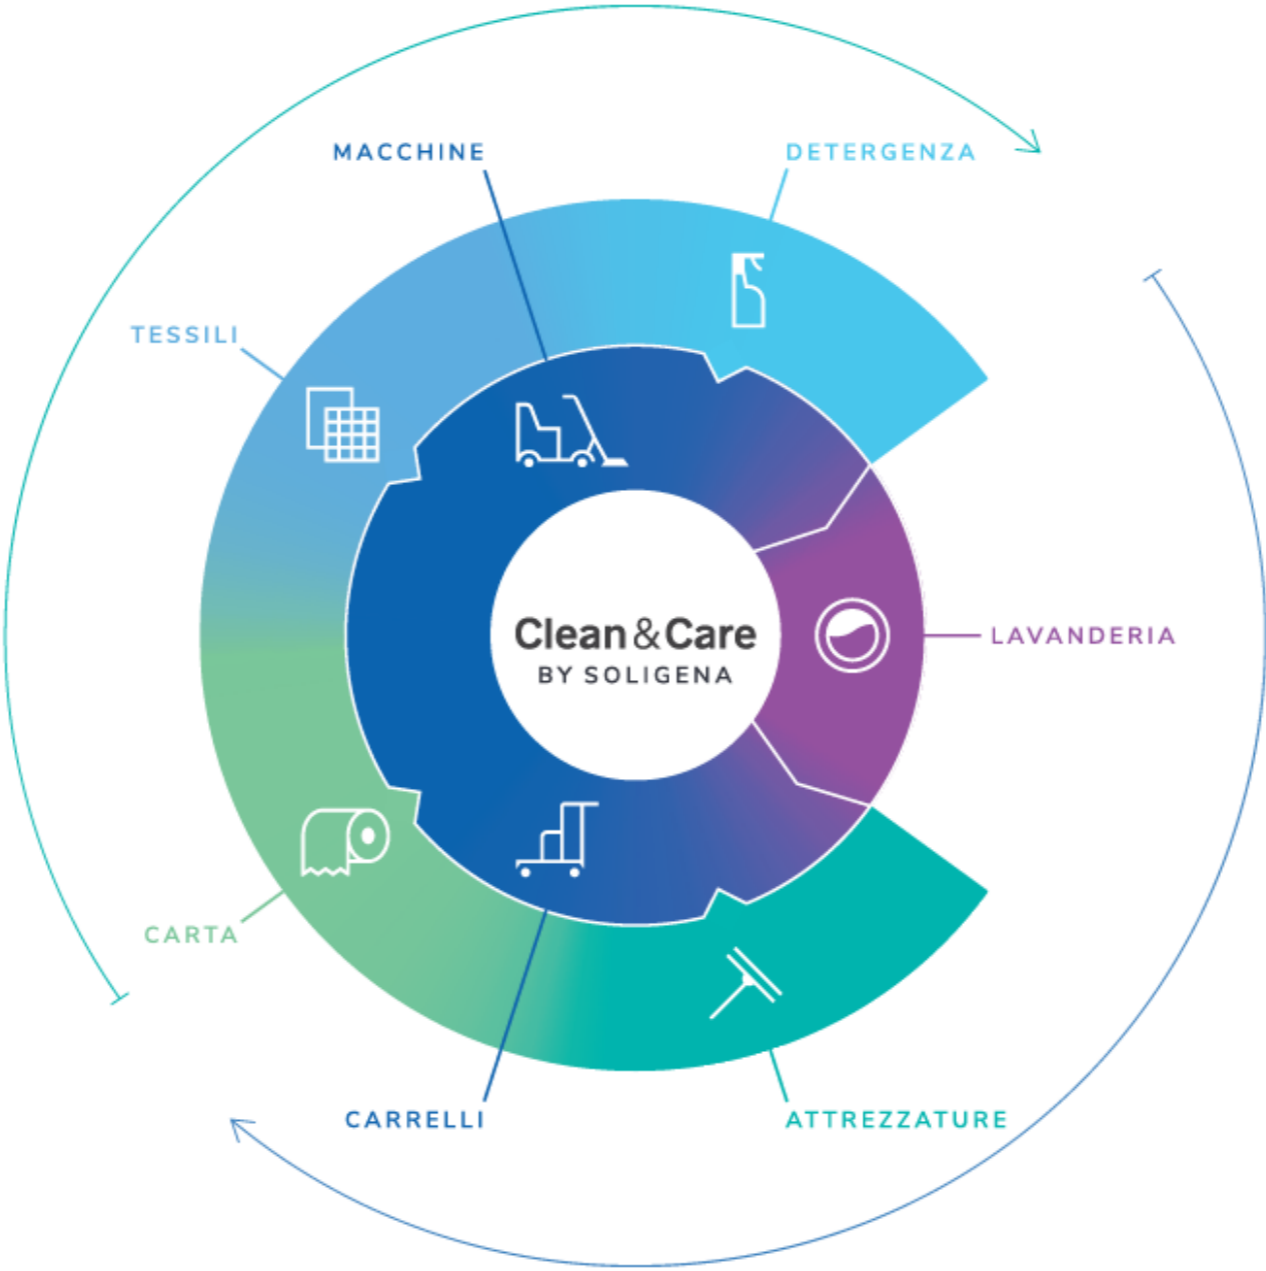 MACCHINE
DETERGENZA
TESSILI
Clean&Care
BY SOLIGENA
LAVANDERIA
CARTA
CARRELLI
ATTREZZATURE